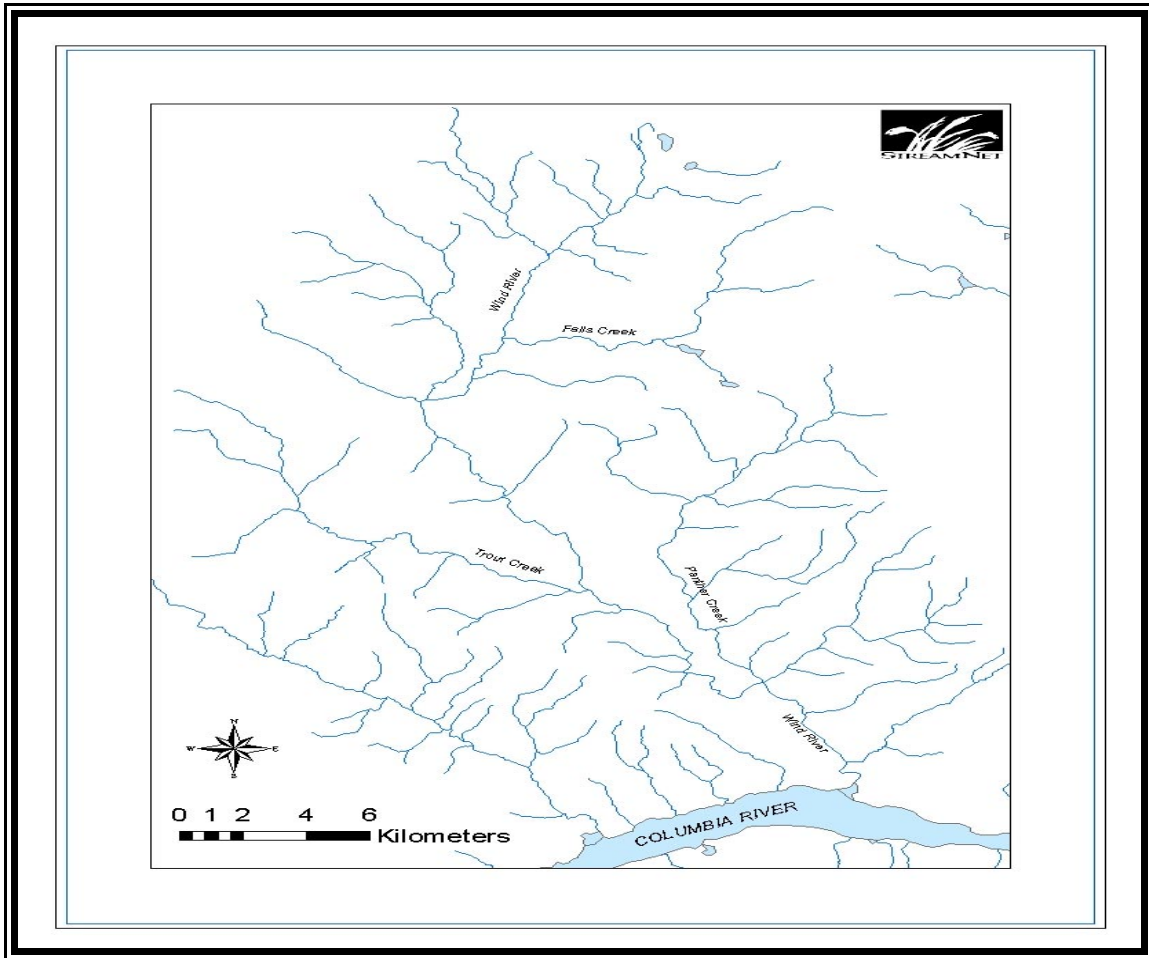 STREAMNET
Wind River
Falls Creek
Trout Creek
Panther Creek
Wind River
N
W E
S
0 1 2 4 6
Kilometers
COLUMBIA RIVER